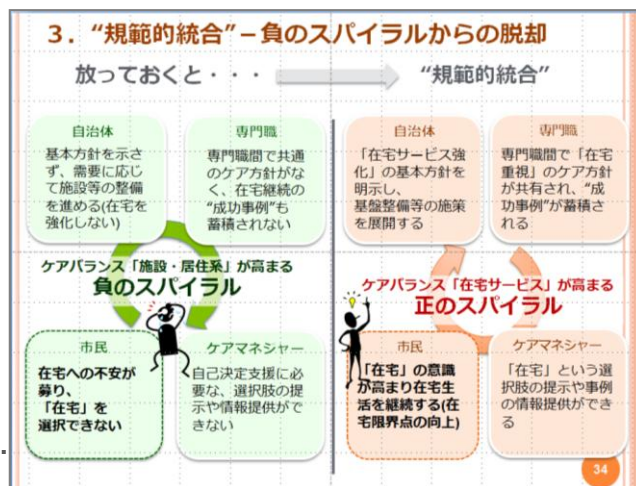 3．“規範的統合”－負のスパイラルからの脱却
放っておくと・・・
“規範的統合”
自治体
基本方針を示さ
ず、需要に応じ
て施設等の整備
を進める(在宅を
強化しない)
専門職
専門職間で共通
のケア方針がな
く、在宅継続の
“成功事例”も
蓄積されない
ケアバランス「施設・居住系」が高まる
負のスパイラル
市民
在宅への不安が
募り、
「在宅」を
選択できない
ケアマネジャー
自己決定支援に必
要な、選択肢の提
示や情報提供がで
きない
自治体
「在宅サービス強
化」の基本方針を
明示し、
基盤整備等の施策
を展開する
専門職
専門職間で「在宅
重視」のケア方針
が共有され、“成
功事例”が蓄積さ
れる
ケアバランス「在宅サービス」が高まる
正のスパイラル
市民
「在宅」の意識
が高まり在宅生
活を継続する(在
宅限界点の向上)
ケアマネジャー
「在宅」という選
択肢の提示や事例
の情報提供ができ
る
34